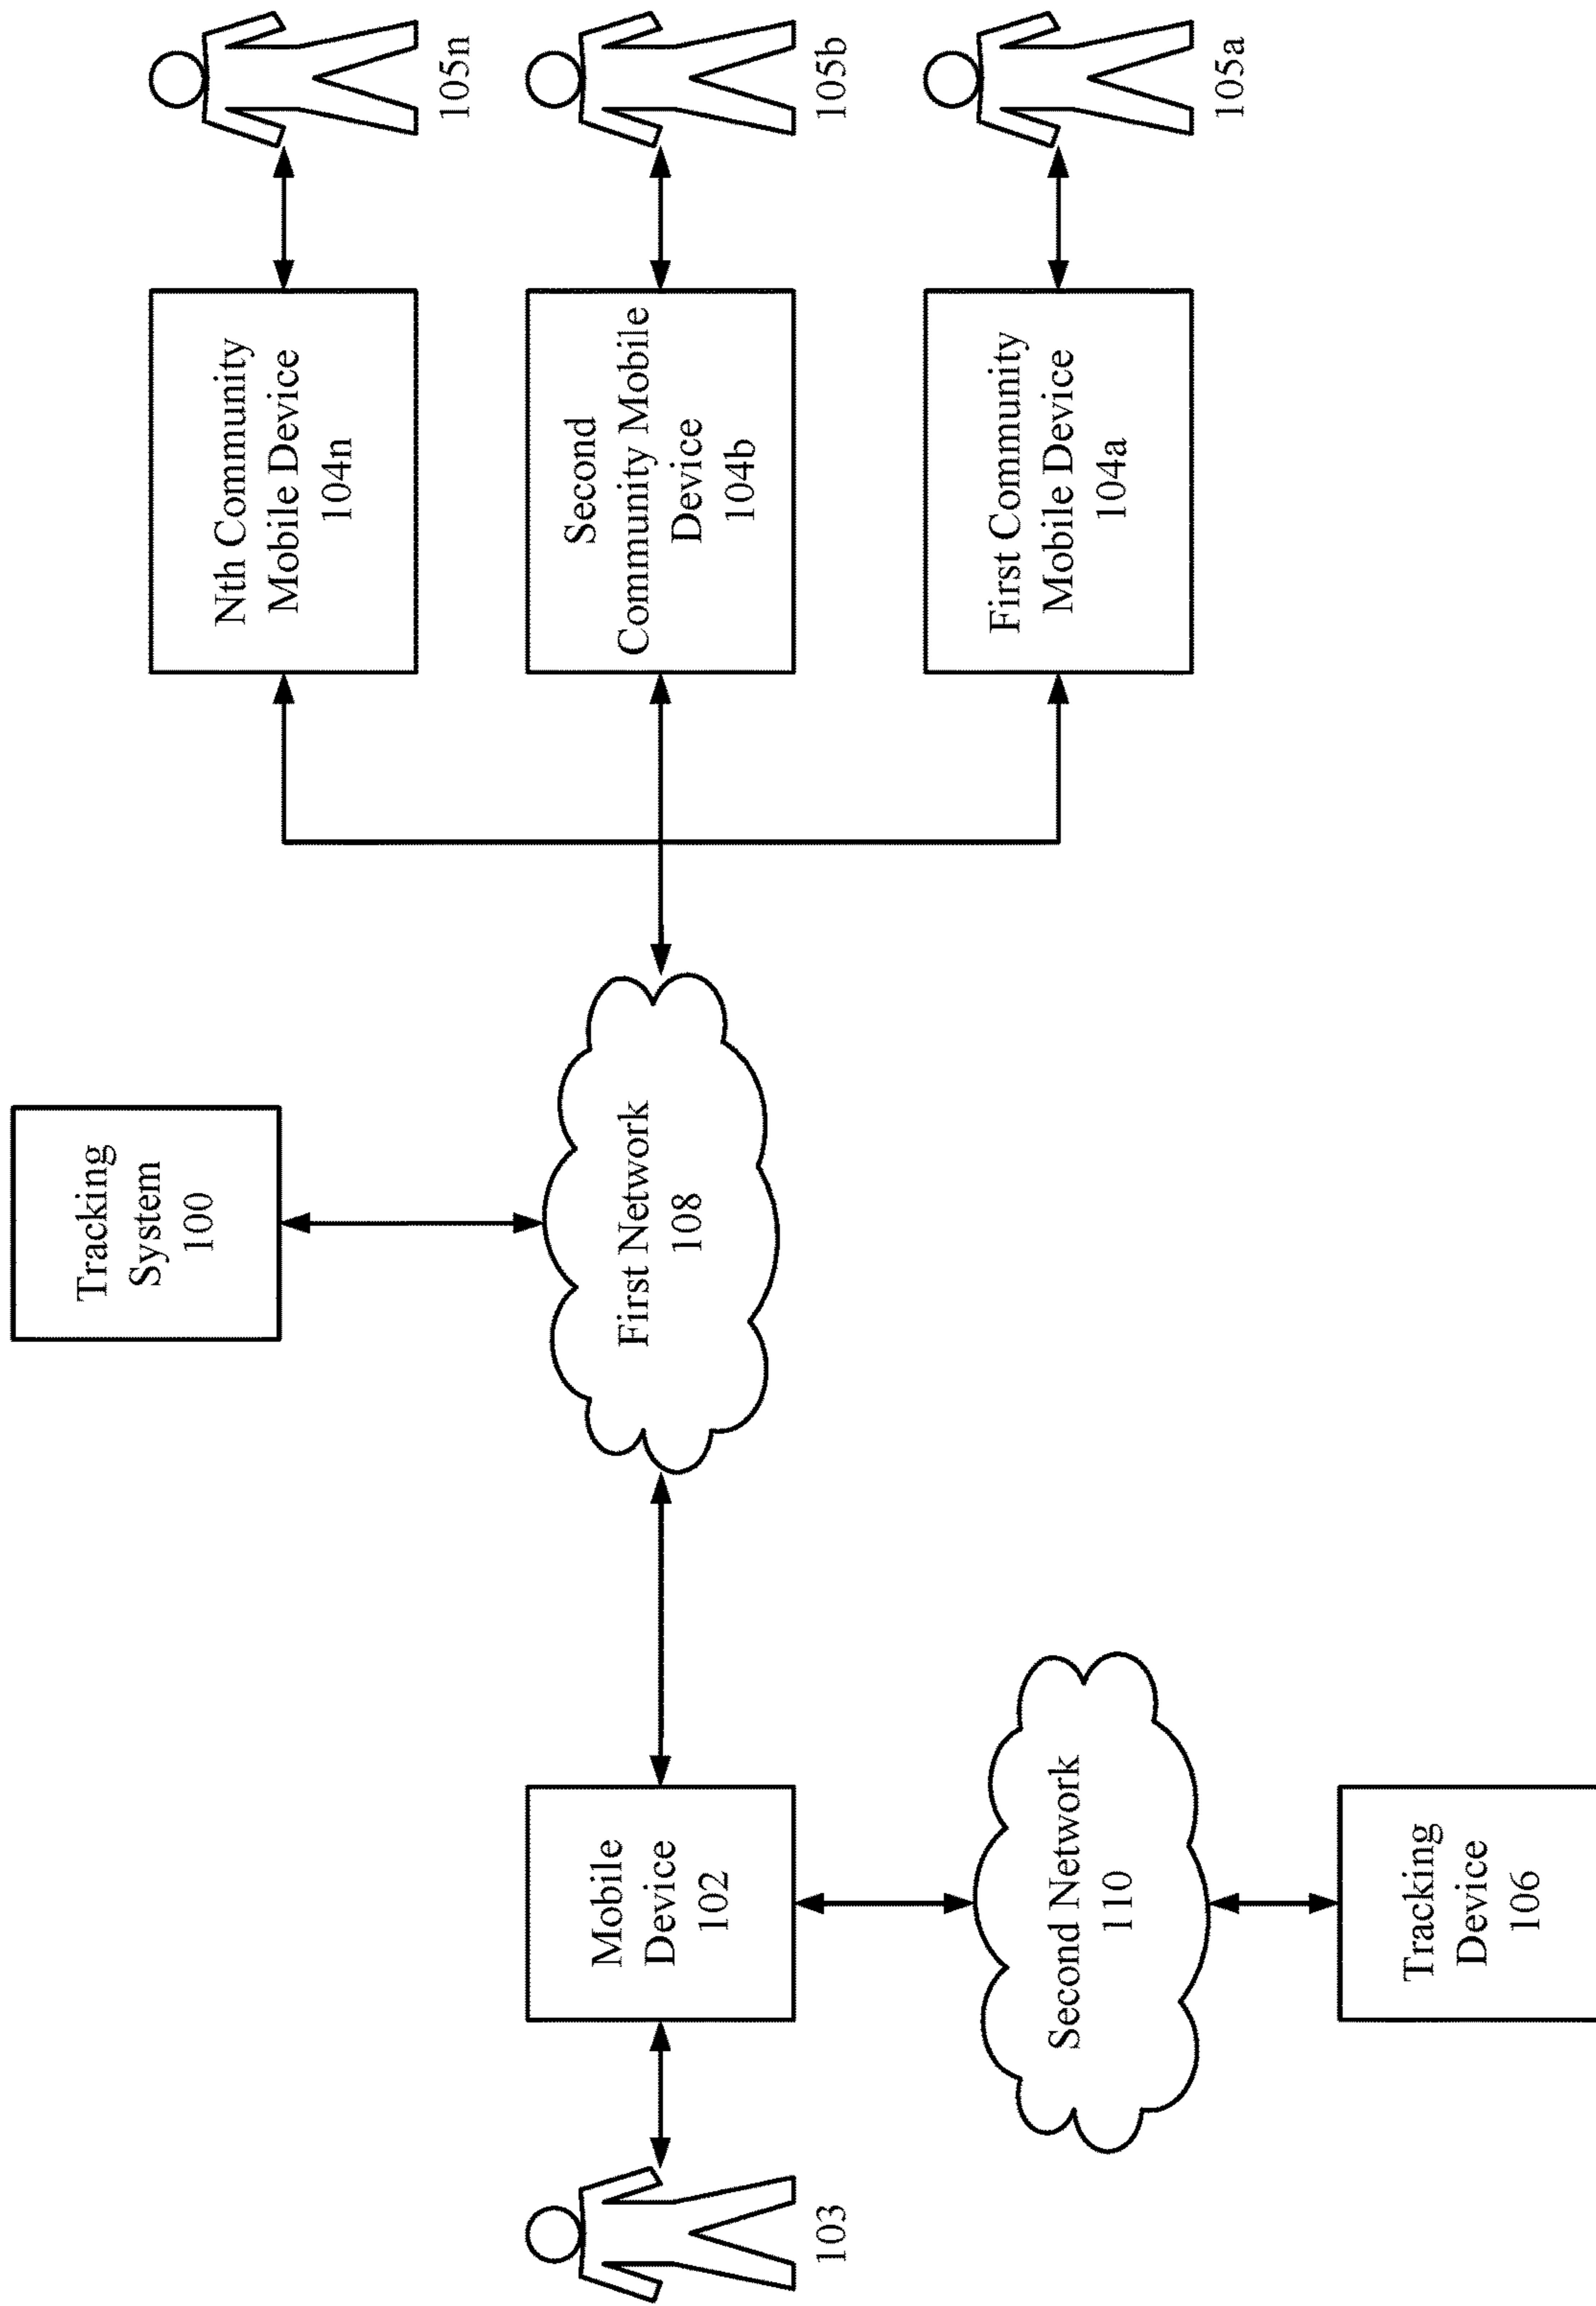 Tracking
System
100
Nth Community
Mobile Device
104n
105n
103
Mobile
Device
102
First Network
108
Second
Community Mobile
Device
104b
105b
Second Network
110
First Community
Mobile Device
104a
105a
Tracking
Device
106